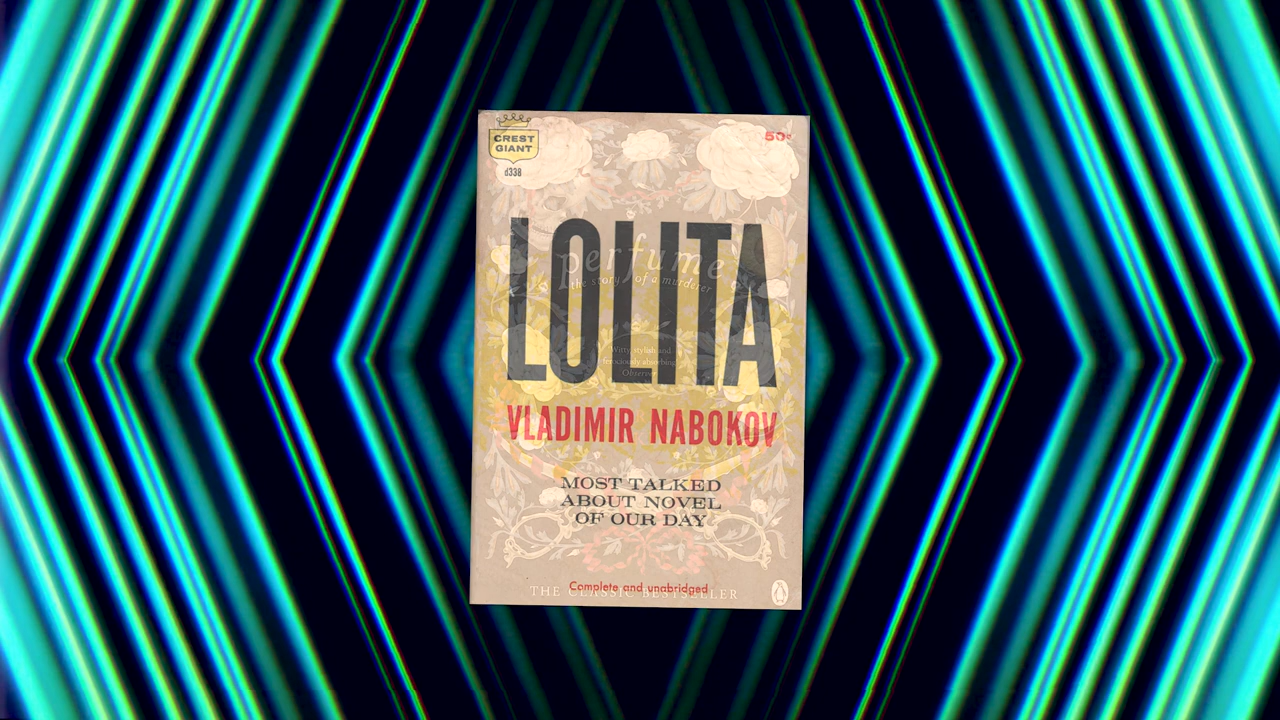 CREST
GIANT
d338
50¢
LOLITA
perfume
the story of a murderer
Witty, stylish and
ferociously absorbing
Observer
VLADIMIR NABOKOV
MOST TALKED
ABOUT NOVEL
OF OUR DAY
Complete and unabridged
THE CLASSIC BESTSELLER